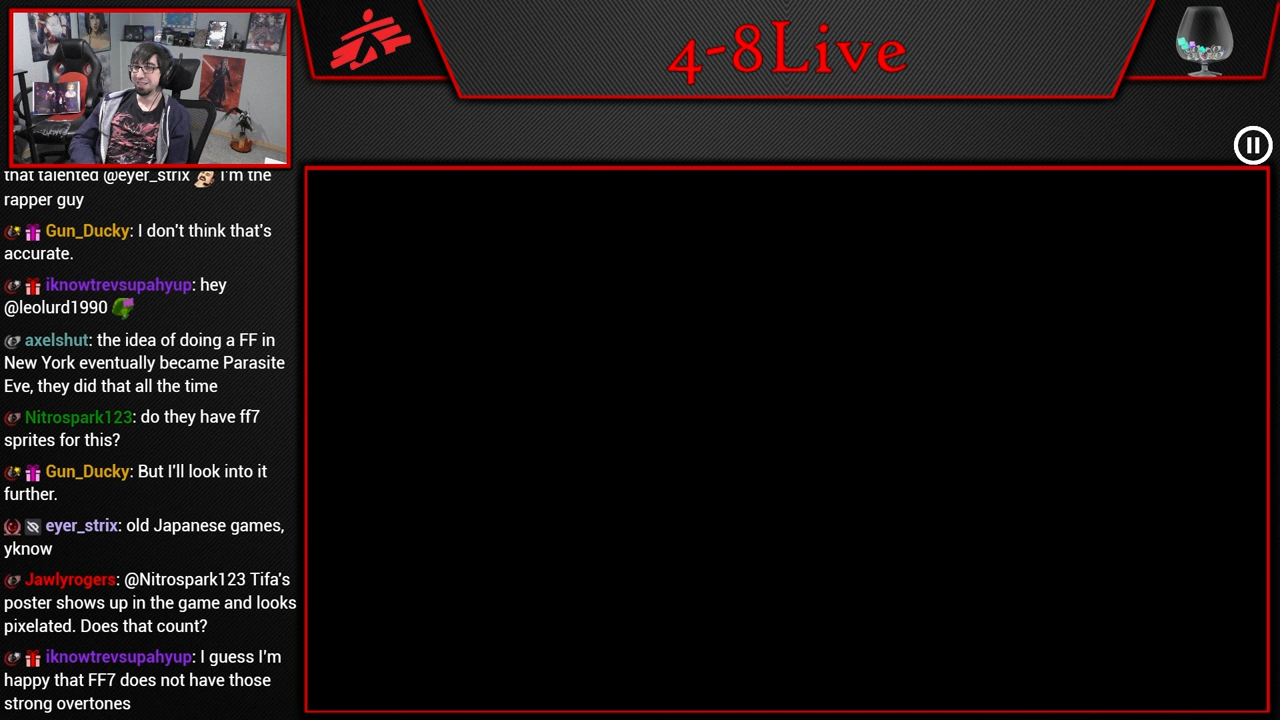 4-8Live
that talented @eyer_strix I'm the
rapper guy
Gun_Ducky: I don't think that's
accurate.
iknowtrevsupahyup: hey
@leolurd1990
axelshut: the idea of doing a FF in
New York eventually became Parasite
Eve, they did that all the time
Nitrospark123: do they have ff7
sprites for this?
Gun_Ducky: But I'll look into it
further.
eyer_strix: old Japanese games,
yknow
Jawlyrogers: @Nitrospark123 Tifa's
poster shows up in the game and looks
pixelated. Does that count?
iknowtrevsupahyup: I guess I'm
happy that FF7 does not have those
strong overtones